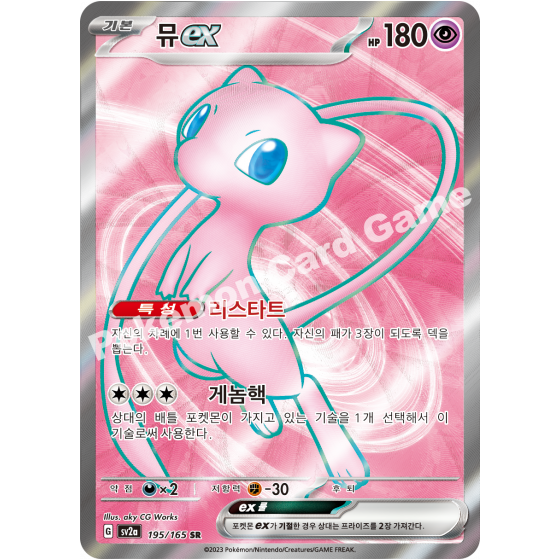 기본 뮤ex HP 180
특성 리스타트
자신의 차례에 1번 사용할 수 있다. 자신의 패가 3장이 되도록 덱을
뽑는다.
게놈핵
상대의 배틀 포켓몬이 가지고 있는 기술을 1개 선택해서 이
기술로써 사용한다.
약점 ×2 저항력 -30 후퇴
Illus. aky CG Works
G sv2a 195/165 SR
ex 룰
포켓몬 ex가 기절한 경우 상대는 프라이즈를 2장 가져간다.
©2023 Pokémon/Nintendo/Creatures/GAME FREAK.
Pokémon Card Game